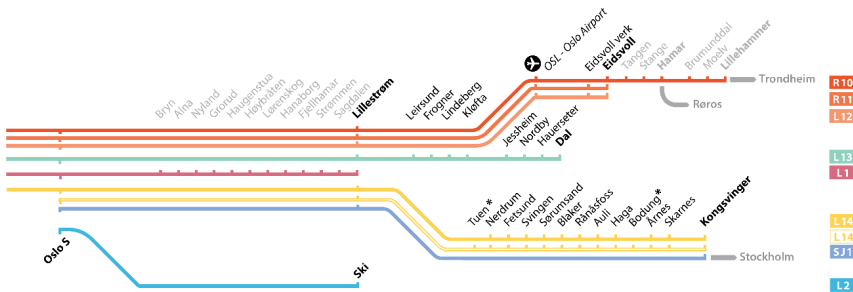 Bryn
Alna
Nyland
Grorud
Haugenstua
Høybråten
Lørenskog
Hanaborg
Fjellhamar
Strømmen
Sagdalen
Lillestrøm
Leirsund
Frogner
Lindeberg
Kløfta
OSL - Oslo Airport
Eidsvoll verk
Eidsvoll
Tangen
Stange
Hamar
Brumunddal
Moelv
Lillehammer
Trondheim
Røros
R10
R11
L12
Jessheim
Nordby
Hauerseter
Dal
L13
L1
Tuen*
Nerdrum
Fetsund
Svingen
Sørumsand
Blaker
Rånåsfoss
Auli
Haga
Bodung*
Årnes
Skarnes
Kongsvinger
Stockholm
L14
L14
SJ1
Oslo S
Ski
L2